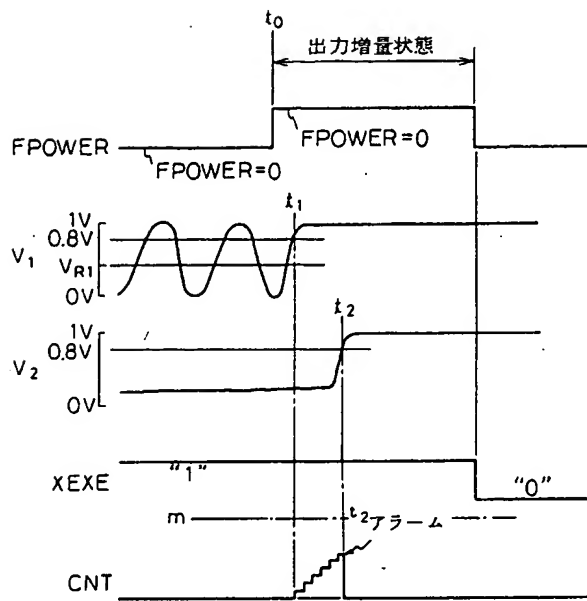 t₀
出力増量状態
FPOWER
FPOWER=0
FPOWER=0
t₁
1V
0.8V
V₁
VR1
0V
t₂
1V
0.8V
V₂
0V
XEXE
"1"
"0"
m
t₂アラーム
CNT